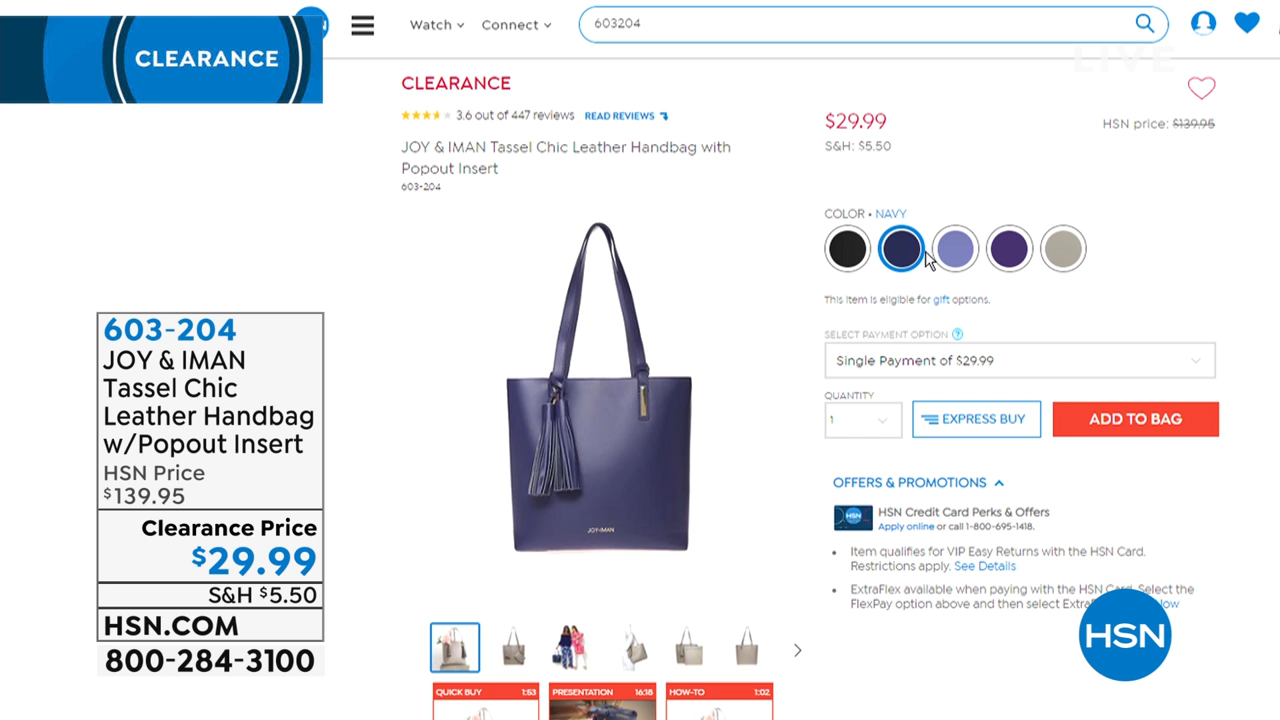 CLEARANCE
Watch
Connect
603204
LIVE
CLEARANCE
3.6 out of 447 reviews READ REVIEWS
JOY & IMAN Tassel Chic Leather Handbag with
Popout Insert
603-204
$29.99
HSN price: $139.95
S&H: $5.50
COLOR • NAVY
This item is eligible for gift options.
SELECT PAYMENT OPTION ?
Single Payment of $29.99
QUANTITY
1
EXPRESS BUY
ADD TO BAG
OFFERS & PROMOTIONS
HSN
HSN Credit Card Perks & Offers
Apply online or call 1-800-695-1418.
• Item qualifies for VIP Easy Returns with the HSN Card.
Restrictions apply. See Details
• ExtraFlex available when paying with the HSN Card. Select the
FlexPay option above and then select
JOY&IMAN
603-204
JOY & IMAN
Tassel Chic
Leather Handbag
w/Popout Insert
HSN Price
$139.95
Clearance Price
$29.99
S&H $5.50
HSN.COM
800-284-3100
QUICK BUY 1:53
PRESENTATION 16:18
HOW-TO 1:02
HSN